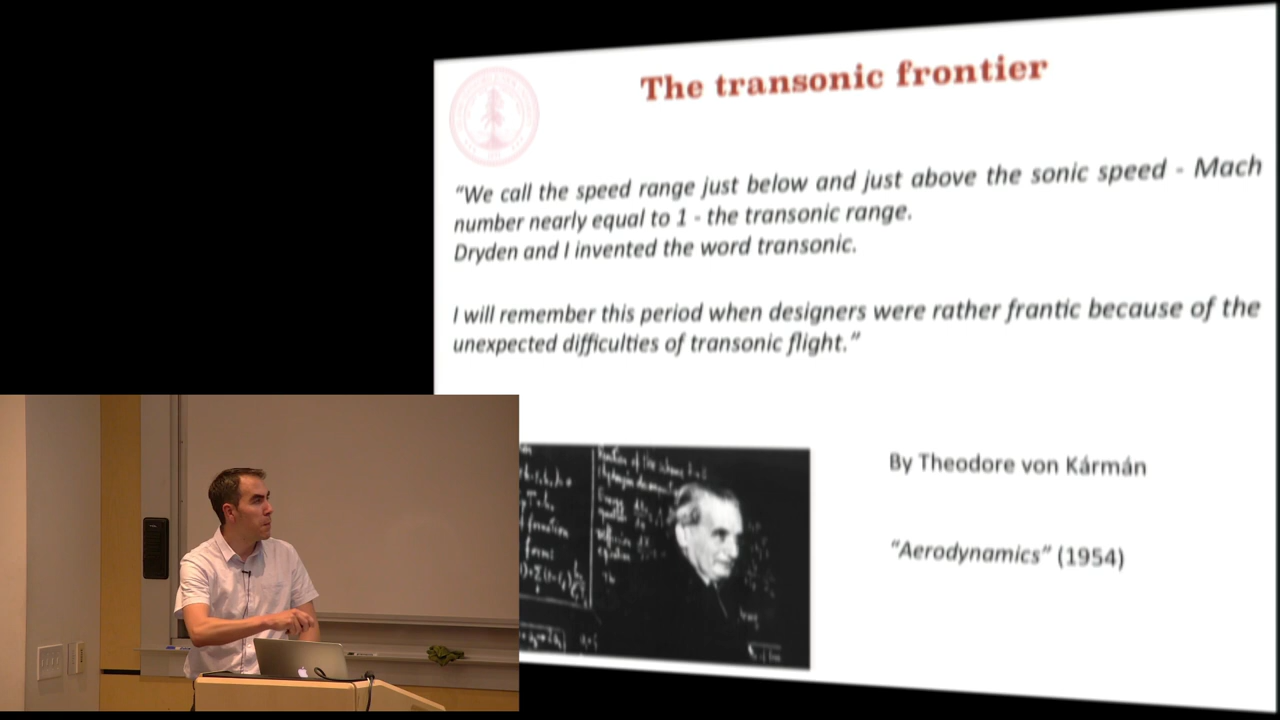 The transonic frontier
“We call the speed range just below and just above the sonic speed - Mach
number nearly equal to 1 - the transonic range.
Dryden and I invented the word transonic.
I will remember this period when designers were rather frantic because of the
unexpected difficulties of transonic flight.”
By Theodore von Kármán
“Aerodynamics” (1954)